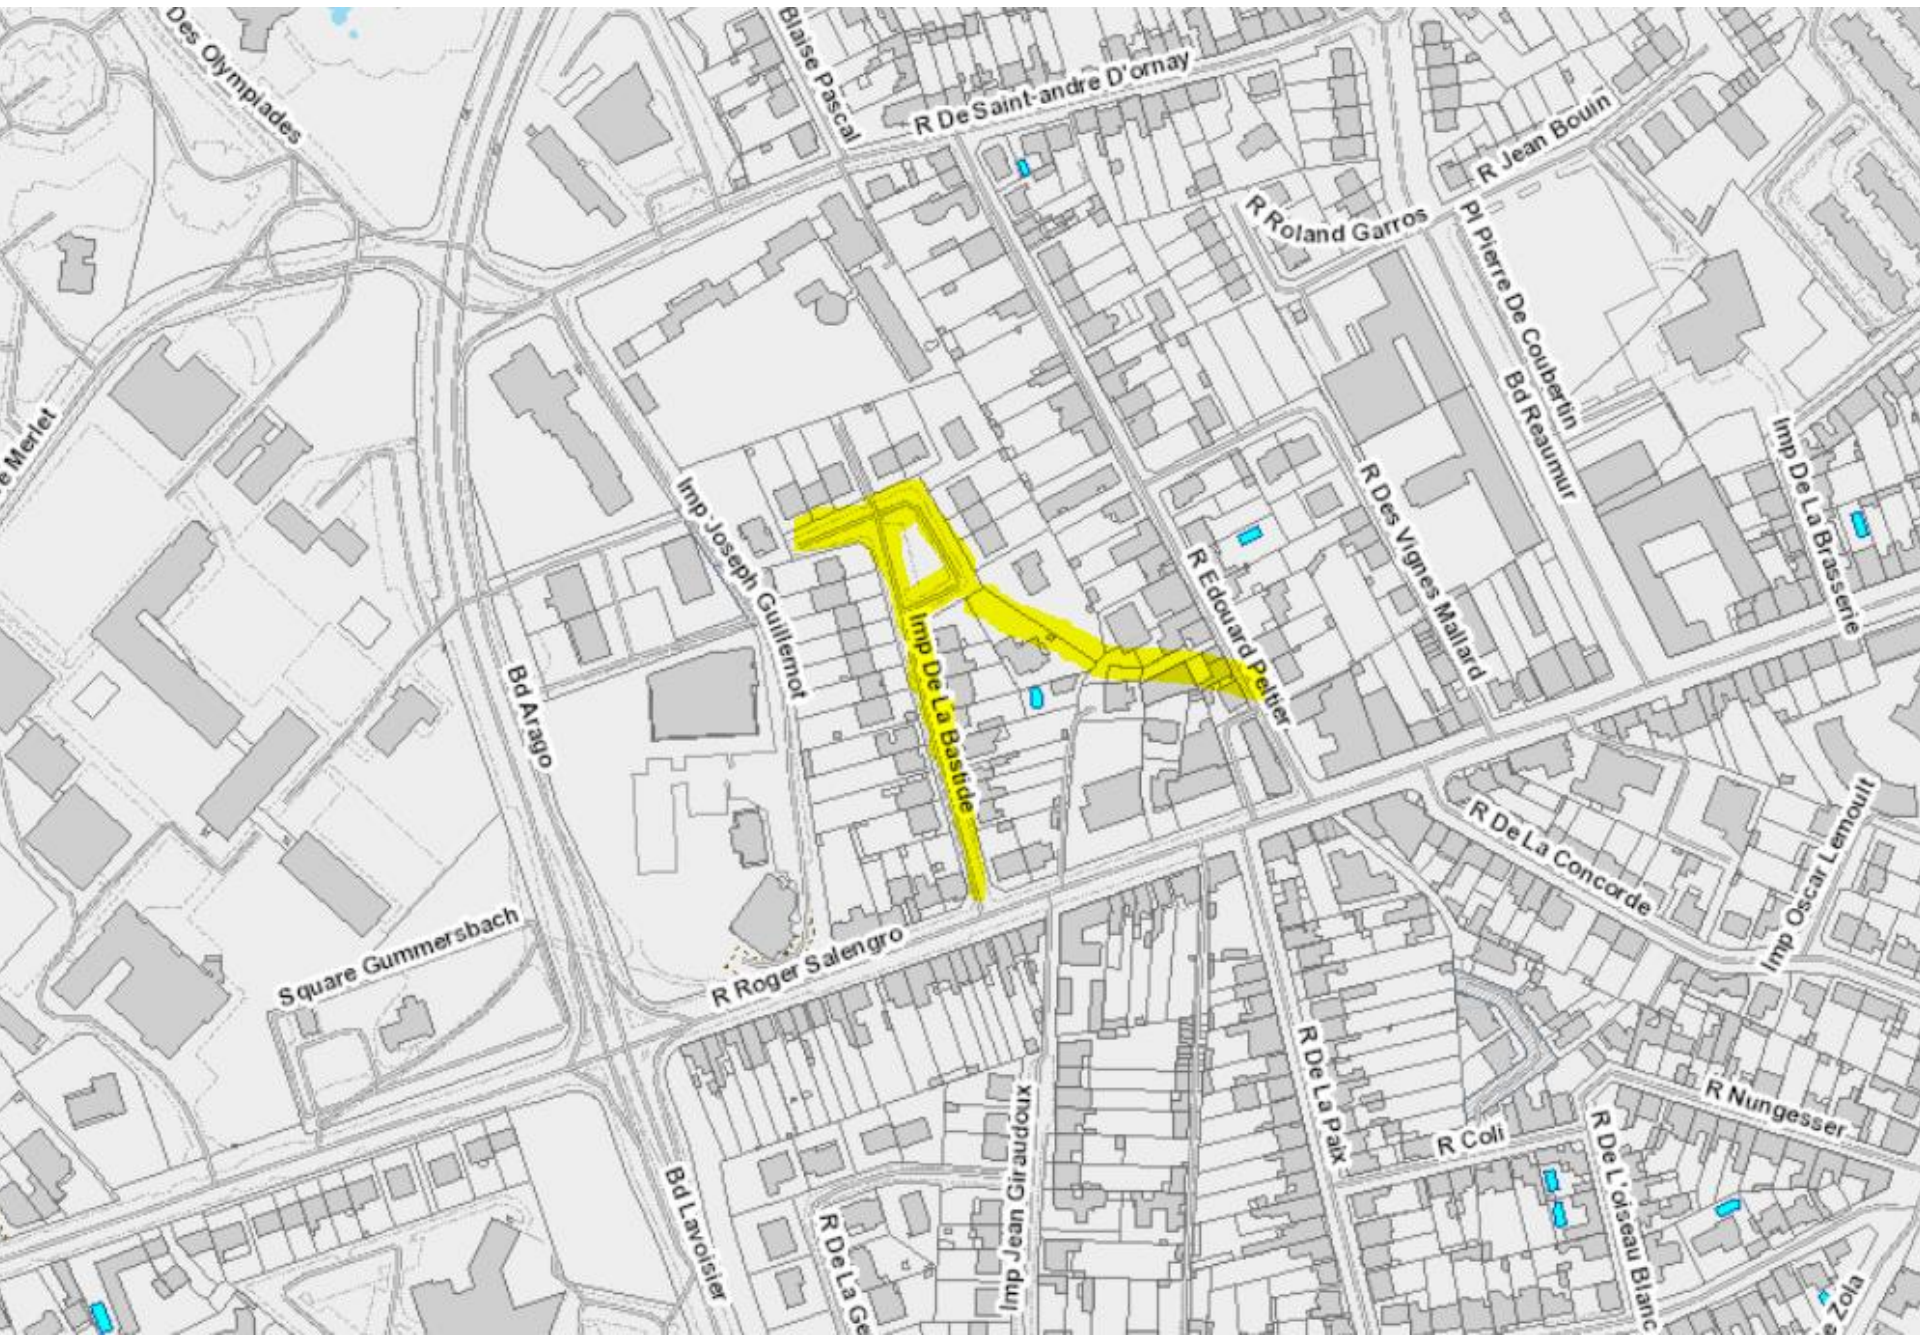 Des Olympiades
Blaise Pascal
R De Saint-andre D'ornay
R Jean Bouin
R Roland Garros
Pl Pierre De Coubertin
Bd Reaumur
Imp De La Brasserie
e Merlet
Imp Joseph Guillemot
R Des Vignes Mallard
R Edouard Peltier
Imp De La Bastide
Bd Arago
R De La Concorde
Imp Oscar Lemoult
Square Gummersbach
R Roger Salengro
R De La Paix
R Nungesser
R Coli
R De L'oiseau Blanc
Imp Jean Giraudoux
Bd Lavoisier
R De La Ge
e Zola